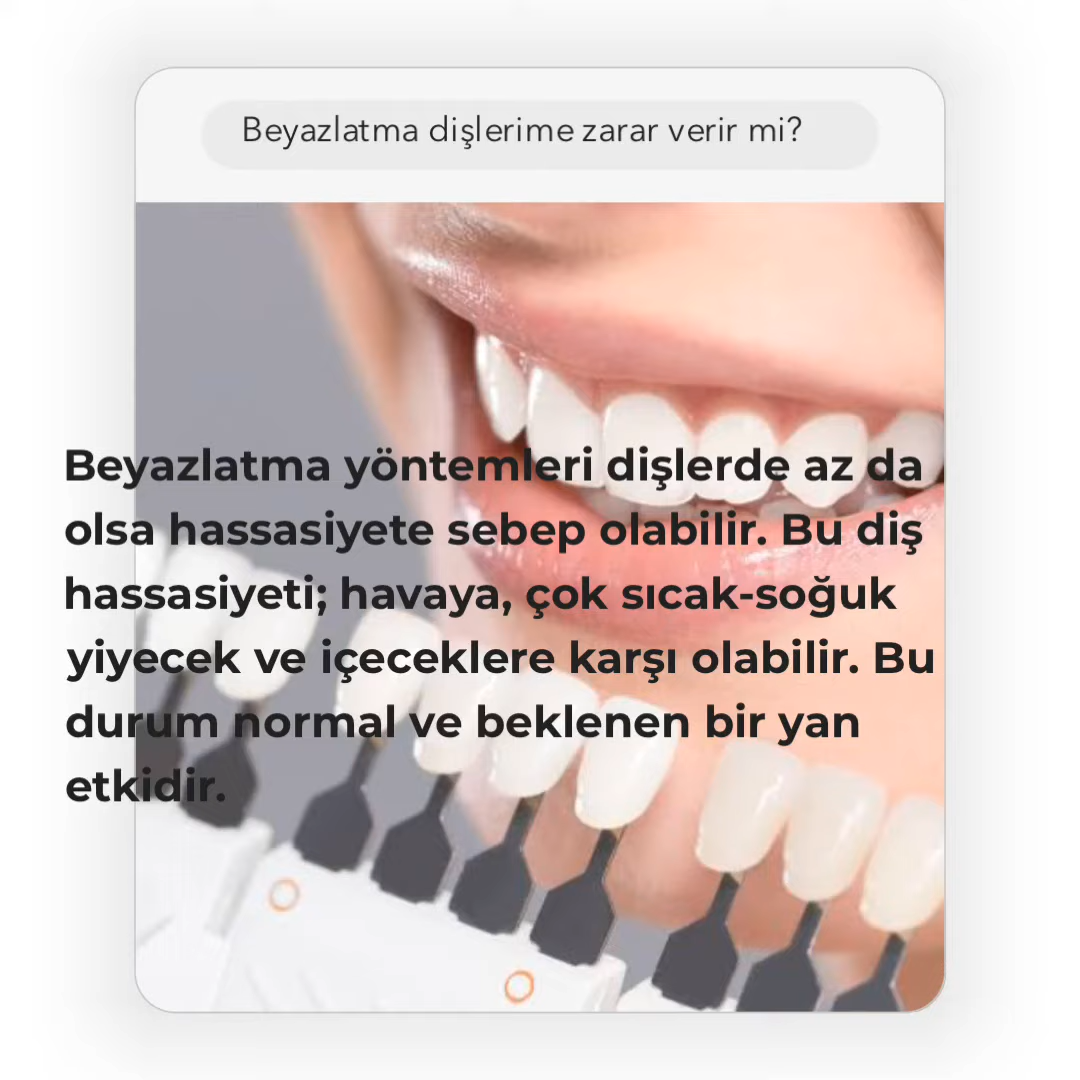 Beyazlatma dişlerime zarar verir mi?
Beyazlatma yöntemleri dişlerde az da
olsa hassasiyete sebep olabilir. Bu diş
hassasiyeti; havaya, çok sıcak-soğuk
yiyecek ve içeceklere karşı olabilir. Bu
durum normal ve beklenen bir yan
etkidir.